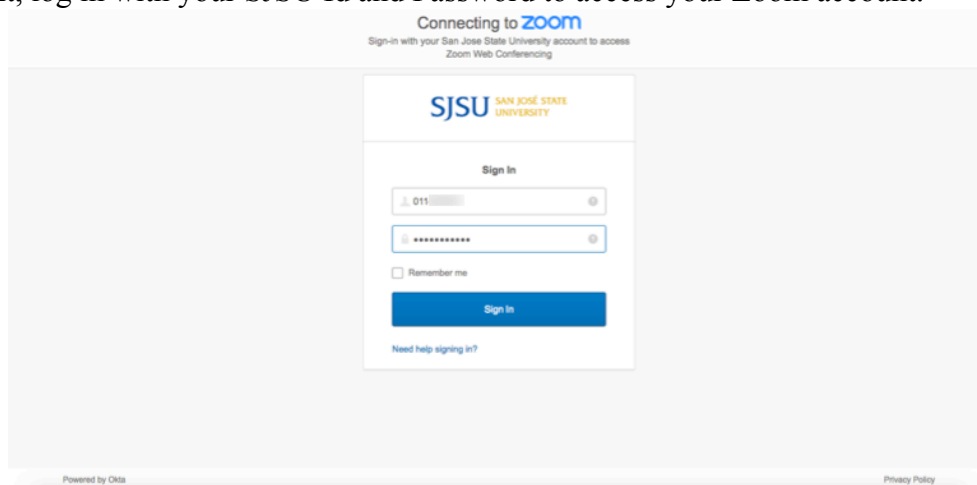 log in with your SJSU Id and Password to access your Zoom account.
Connecting to zoom
Sign-in with your San Jose State University account to access
Zoom Web Conferencing
SJSU SAN JOSÉ STATE
UNIVERSITY
Sign In
011
•••••••••••
Remember me
Sign In
Need help signing in?
Powered by Okta
Privacy Policy